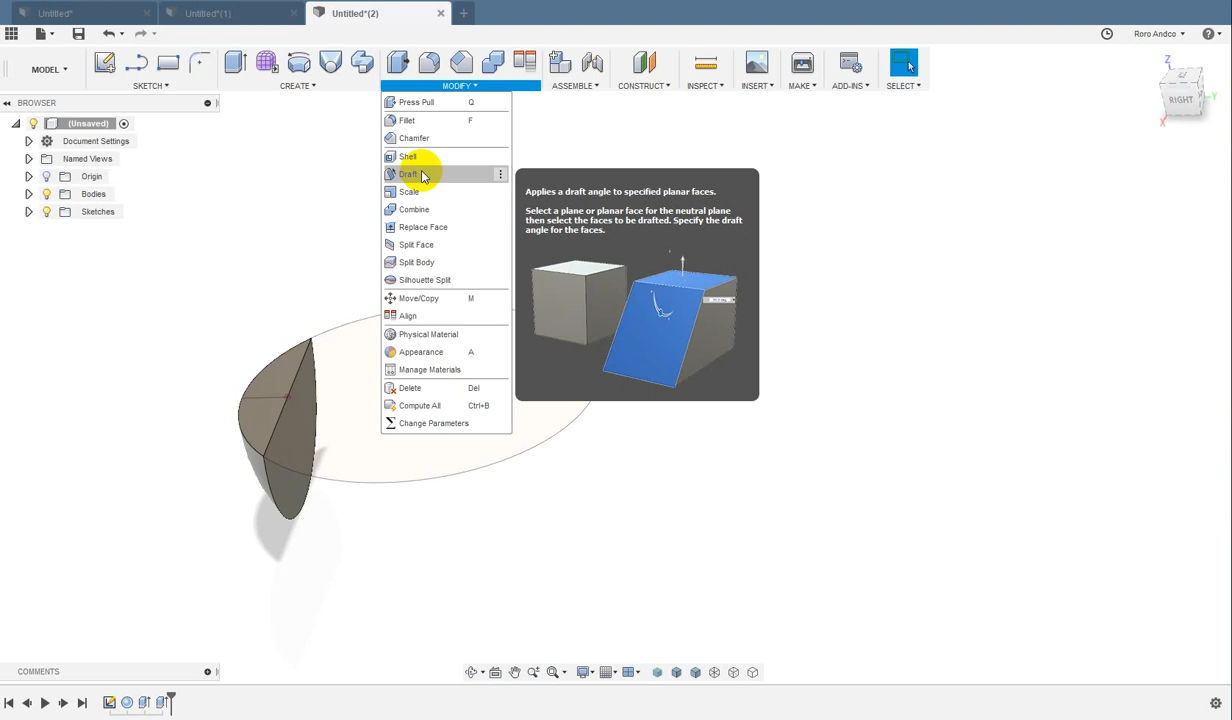 Untitled*
Untitled*(1)
Untitled*(2)
Roro Andco
MODEL
SKETCH
CREATE
MODIFY
ASSEMBLE
CONSTRUCT
INSPECT
INSERT
MAKE
ADD-INS
SELECT
BROWSER
(Unsaved)
Document Settings
Named Views
Origin
Bodies
Sketches
Press Pull Q
Fillet F
Chamfer
Shell
Draft
Scale
Combine
Replace Face
Split Face
Split Body
Silhouette Split
Move/Copy M
Align
Physical Material
Appearance A
Manage Materials
Delete Del
Compute All Ctrl+B
Change Parameters
Applies a draft angle to specified planar faces.
Select a plane or planar face for the neutral plane
then select the faces to be drafted. Specify the draft
angle for the faces.
Z
Y
X
RIGHT
COMMENTS